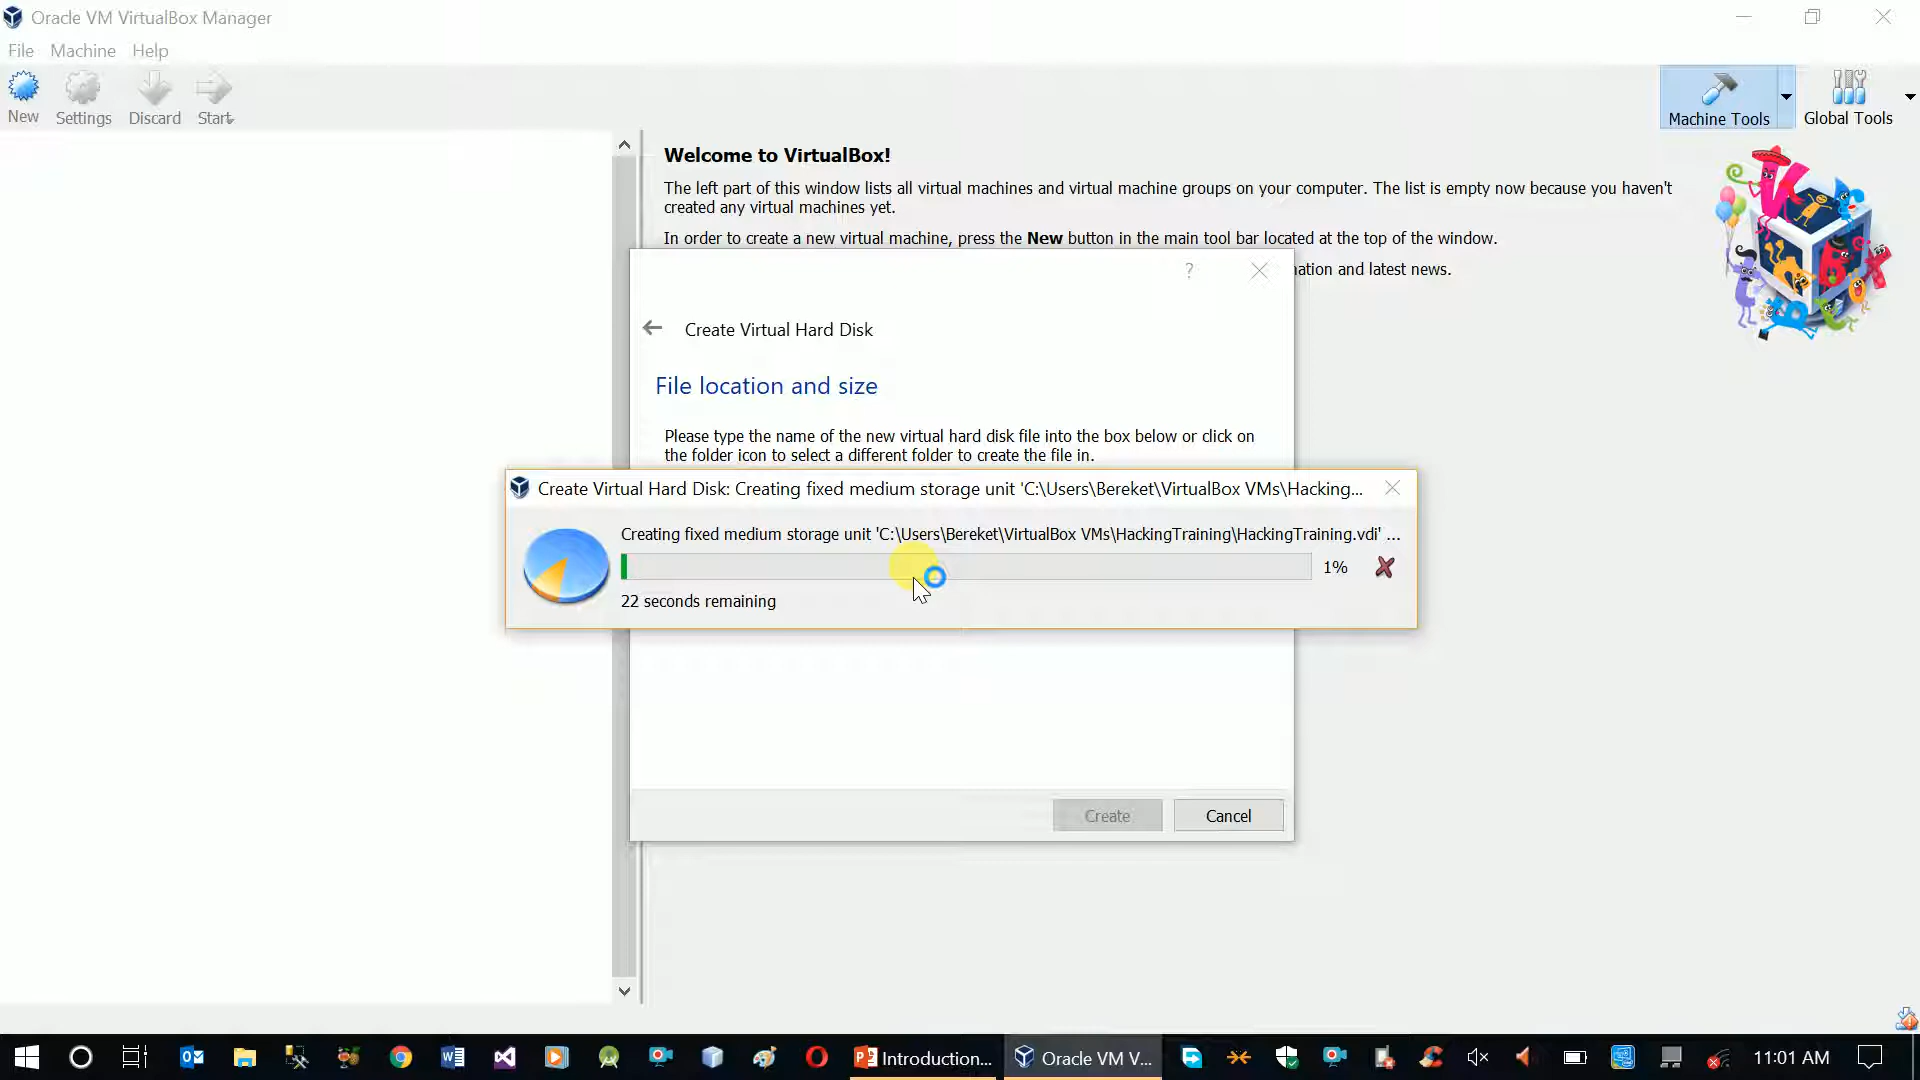 Oracle VM VirtualBox Manager
File Machine Help
New Settings Discard Start
Machine Tools Global Tools
Welcome to VirtualBox!
The left part of this window lists all virtual machines and virtual machine groups on your computer. The list is empty now because you haven't
created any virtual machines yet.
In order to create a new virtual machine, press the New button in the main tool bar located at the top of the window.
?
ation and latest news.
Create Virtual Hard Disk
File location and size
Please type the name of the new virtual hard disk file into the box below or click on
the folder icon to select a different folder to create the file in.
Create Virtual Hard Disk: Creating fixed medium storage unit 'C:\Users\Bereket\VirtualBox VMs\Hacking...
Creating fixed medium storage unit 'C:\Users\Bereket\VirtualBox VMs\HackingTraining\HackingTraining.vdi' ...
1%
22 seconds remaining
Create Cancel
Introduction... Oracle VM V... 11:01 AM